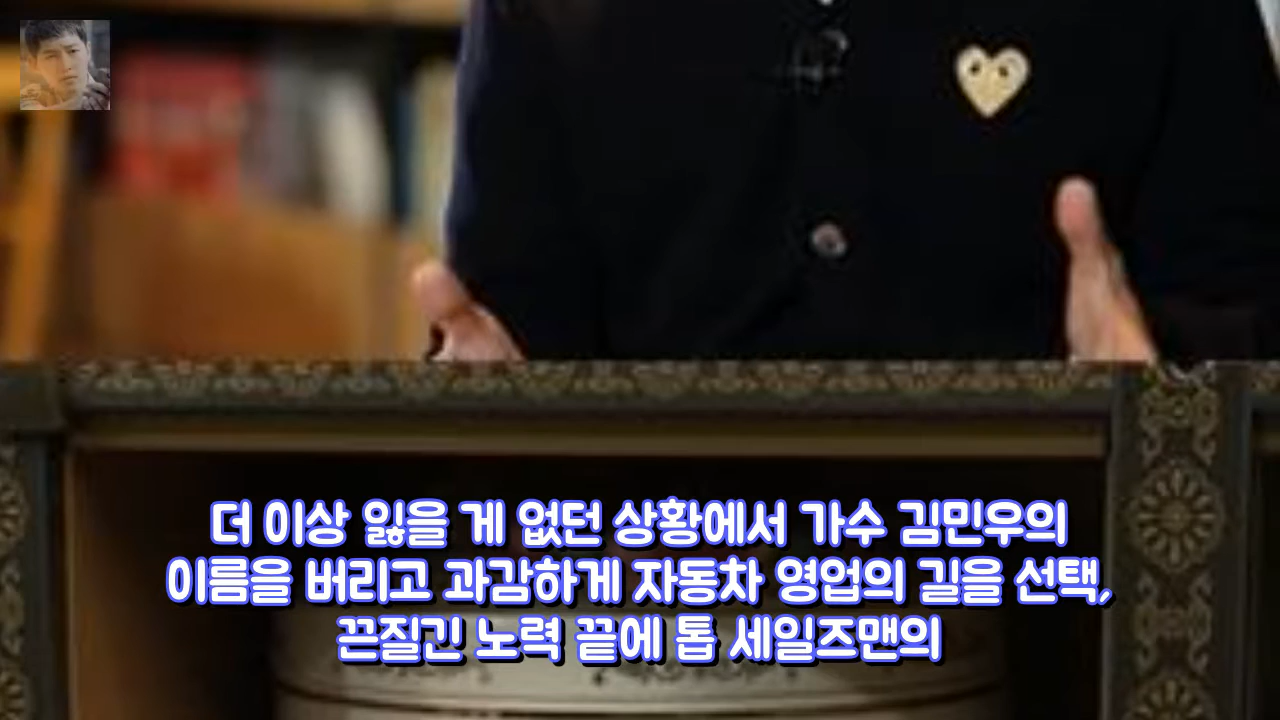 더 이상 잃을 게 없던 상황에서 가수 김민우의
이름을 버리고 과감하게 자동차 영업의 길을 선택,
끈질긴 노력 끝에 톱 세일즈맨의